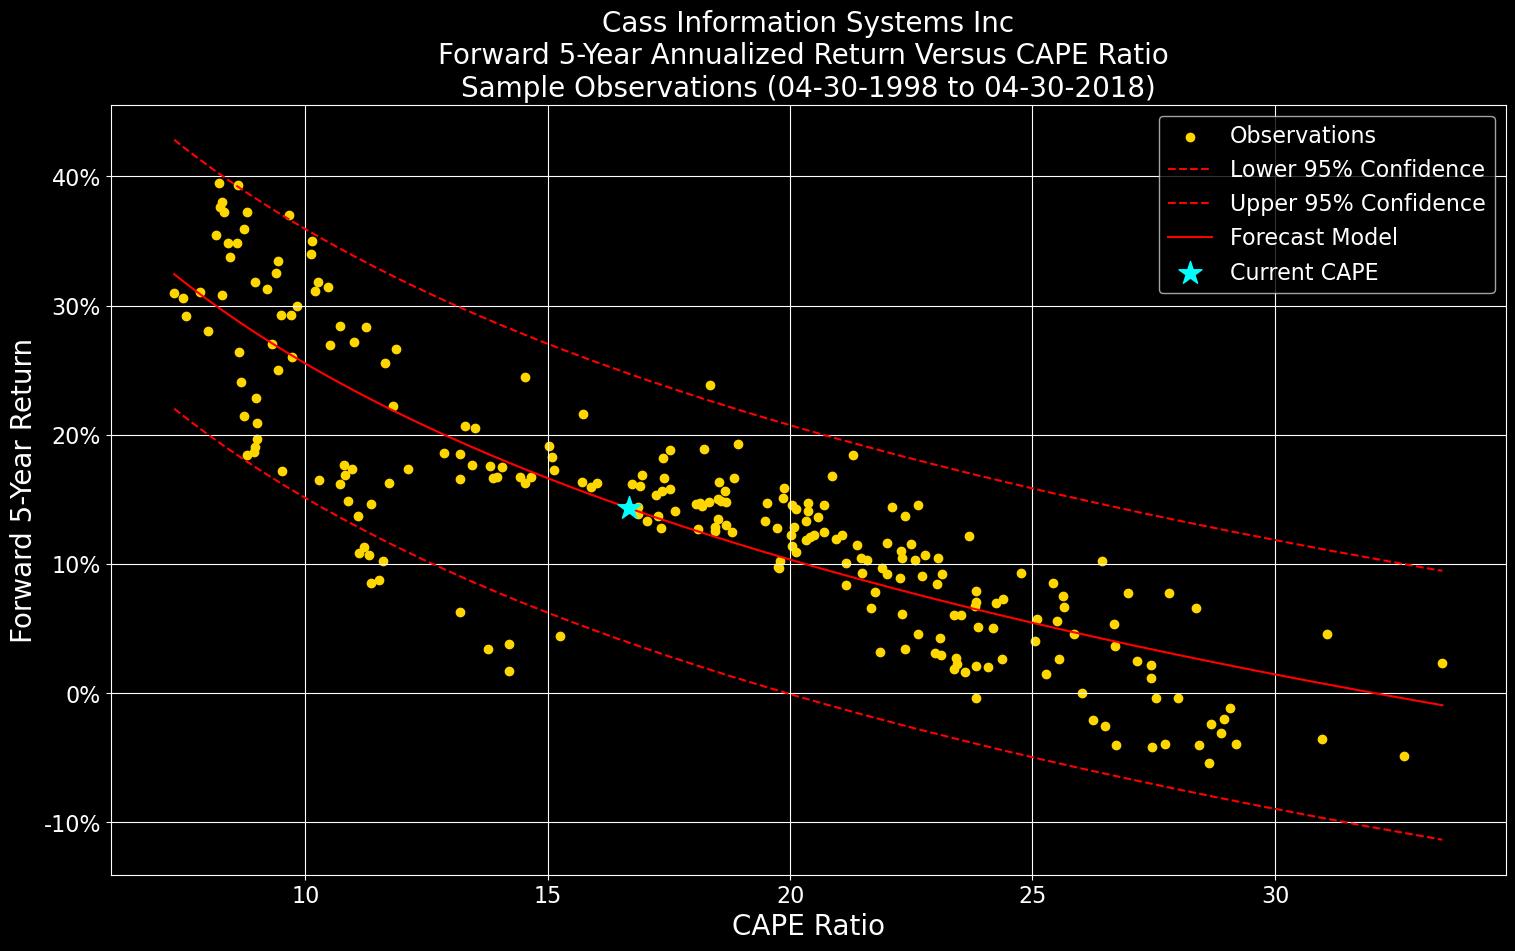 Cass Information Systems Inc
Forward 5-Year Annualized Return Versus CAPE Ratio
Sample Observations (04-30-1998 to 04-30-2018)
Observations
Lower 95% Confidence
Upper 95% Confidence
Forecast Model
Current CAPE
Forward 5-Year Return
40%
30%
20%
10%
0%
-10%
10 15 20 25 30
CAPE Ratio